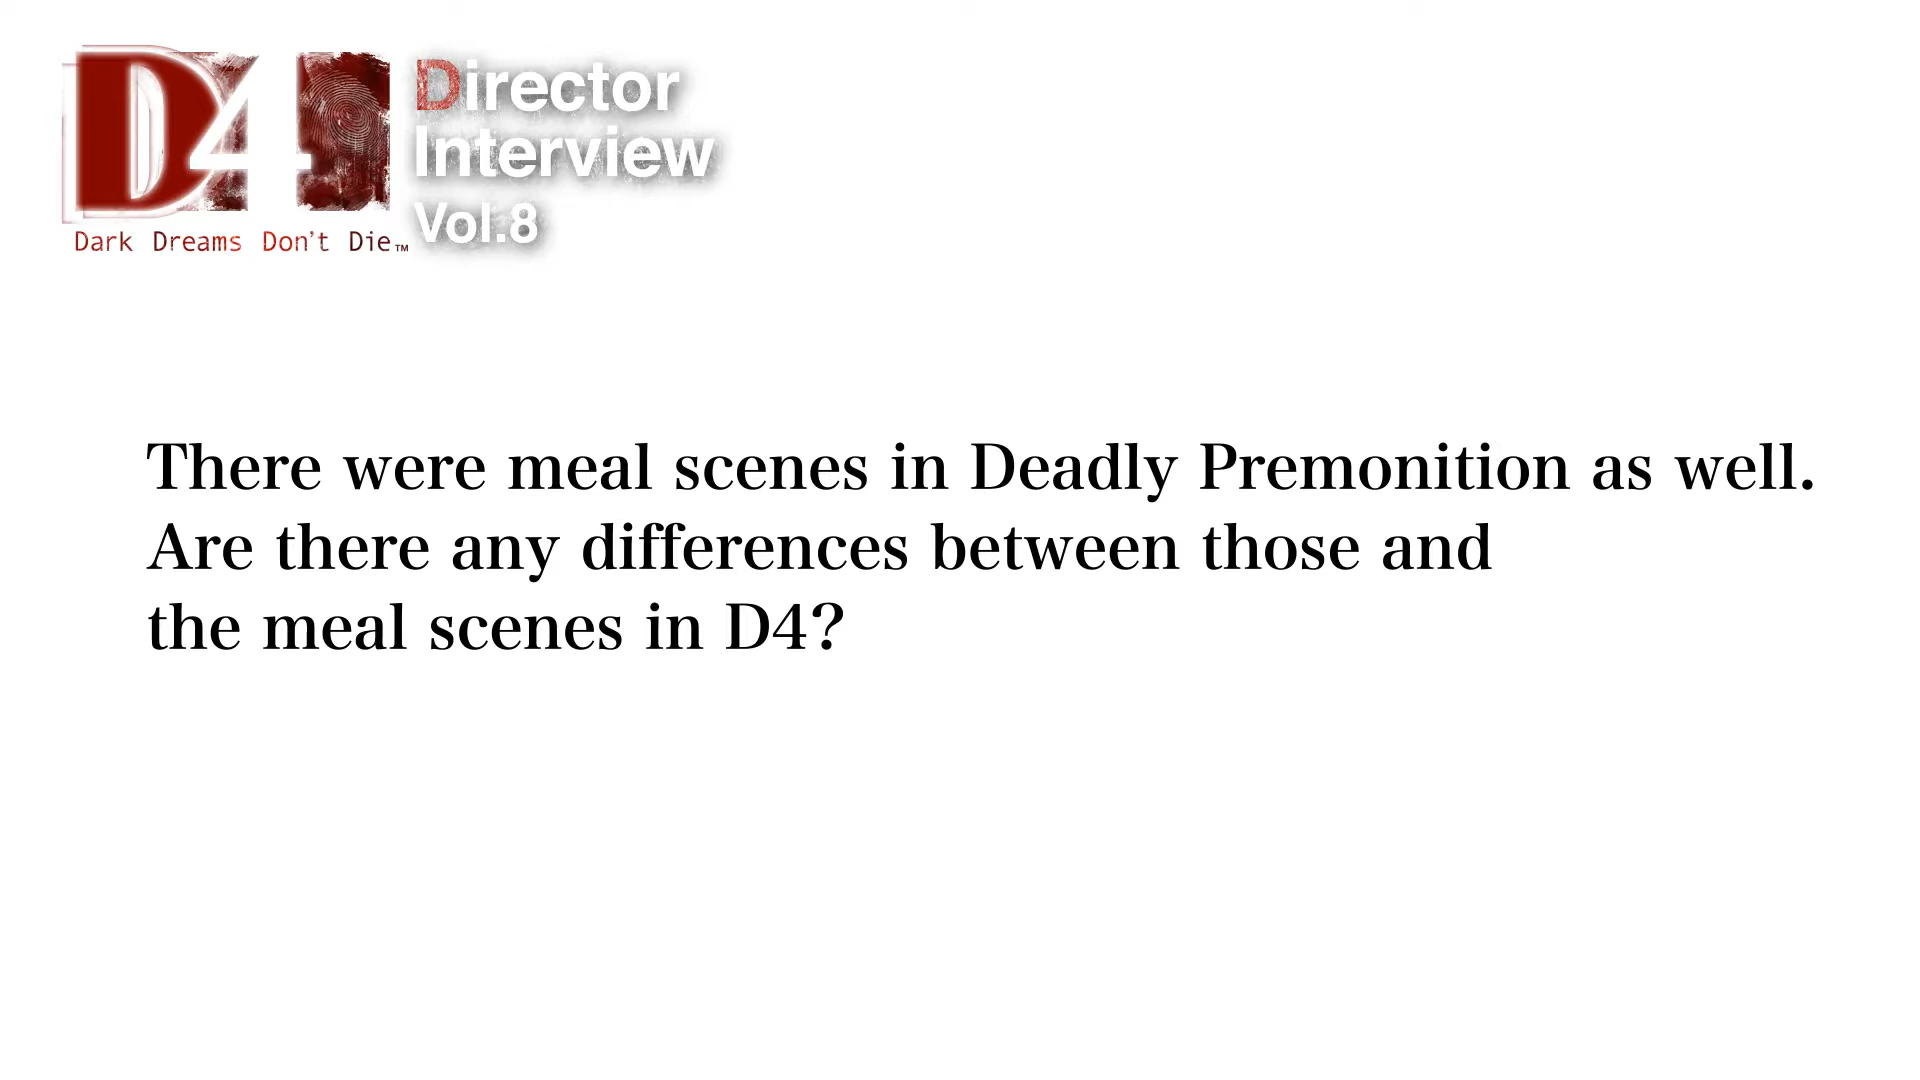 D4
Dark Dreams Don't Die™
Director
Interview
Vol.8
There were meal scenes in Deadly Premonition as well.
Are there any differences between those and
the meal scenes in D4?